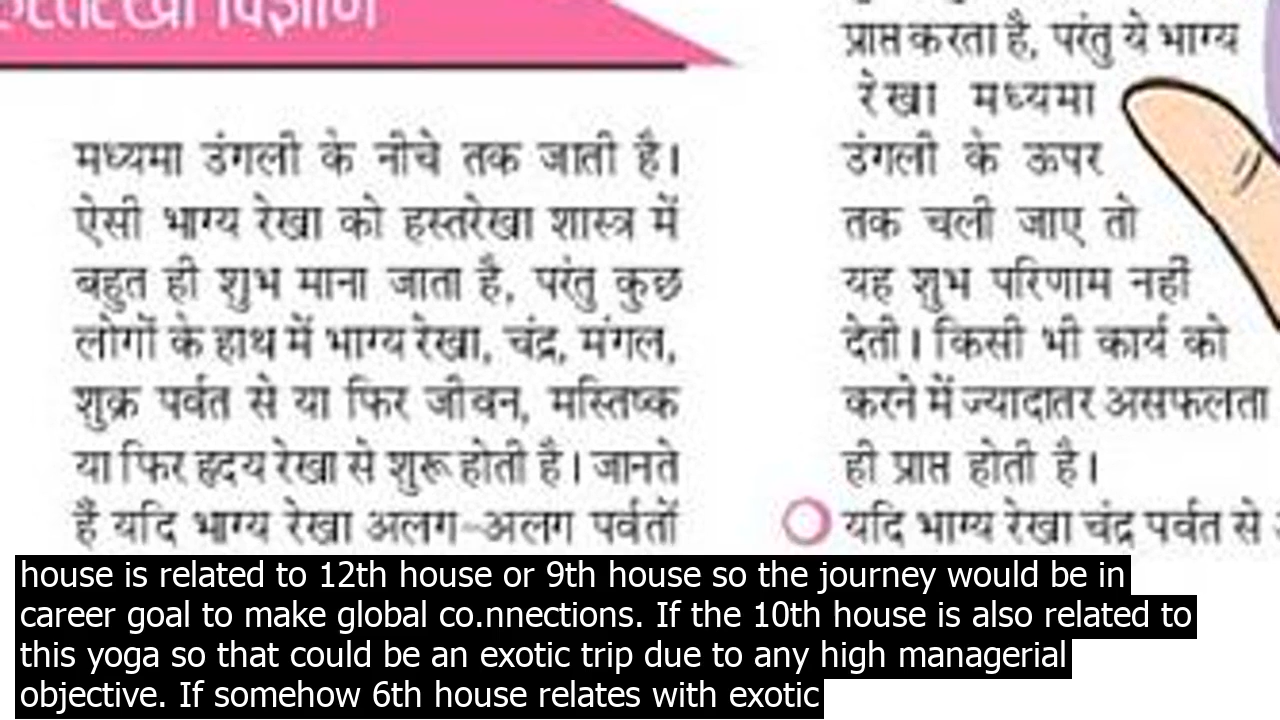 मध्यमा उंगली के नीचे तक जाती है।
ऐसी भाग्य रेखा को हस्तरेखा शास्त्र में
बहुत ही शुभ माना जाता है, परंतु कुछ
लोगों के हाथ में भाग्य रेखा, चंद्र, मंगल,
शुक्र पर्वत से या फिर जीवन, मस्तिष्क
या फिर हृदय रेखा से शुरू होती है। जानते
हैं यदि भाग्य रेखा अलग-अलग पर्वतों
प्राप्त करता है, परंतु ये भाग्य
रेखा मध्यमा
उंगली के ऊपर
तक चली जाए तो
यह शुभ परिणाम नहीं
देती। किसी भी कार्य को
करने में ज्यादातर असफलता
ही प्राप्त होती है।
यदि भाग्य रेखा चंद्र पर्वत से
house is related to 12th house or 9th house so the journey would be in
career goal to make global co.nnections. If the 10th house is also related to
this yoga so that could be an exotic trip due to any high managerial
objective. If somehow 6th house relates with exotic